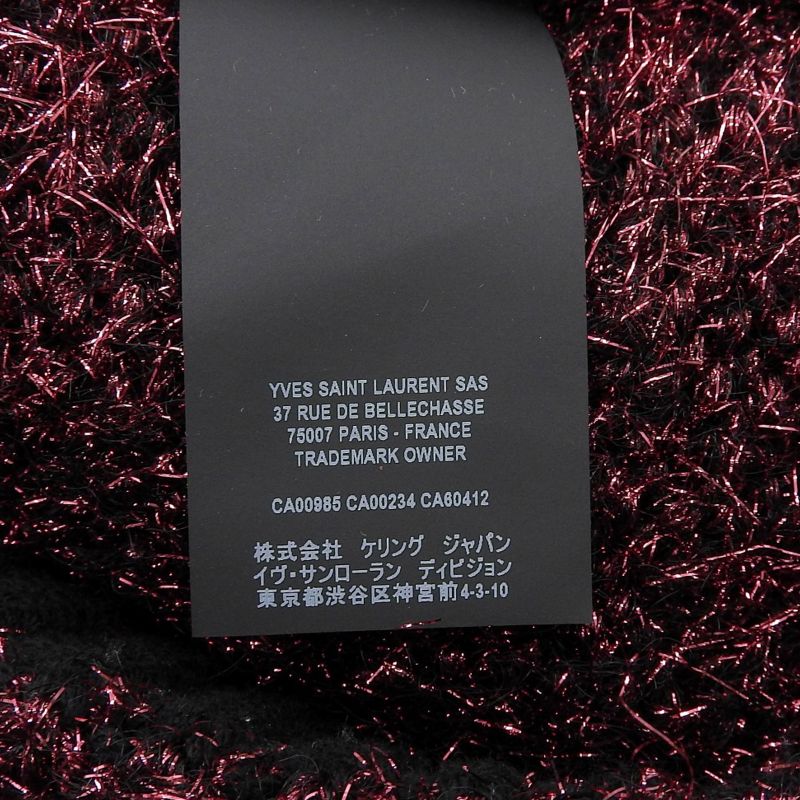 YVES SAINT LAURENT SAS
37 RUE DE BELLECHASSE
75007 PARIS - FRANCE
TRADEMARK OWNER
CA00985 CA00234 CA60412
株式会社 ケリング ジャパン
イヴ・サンローラン ディビジョン
東京都渋谷区神宮前4-3-10